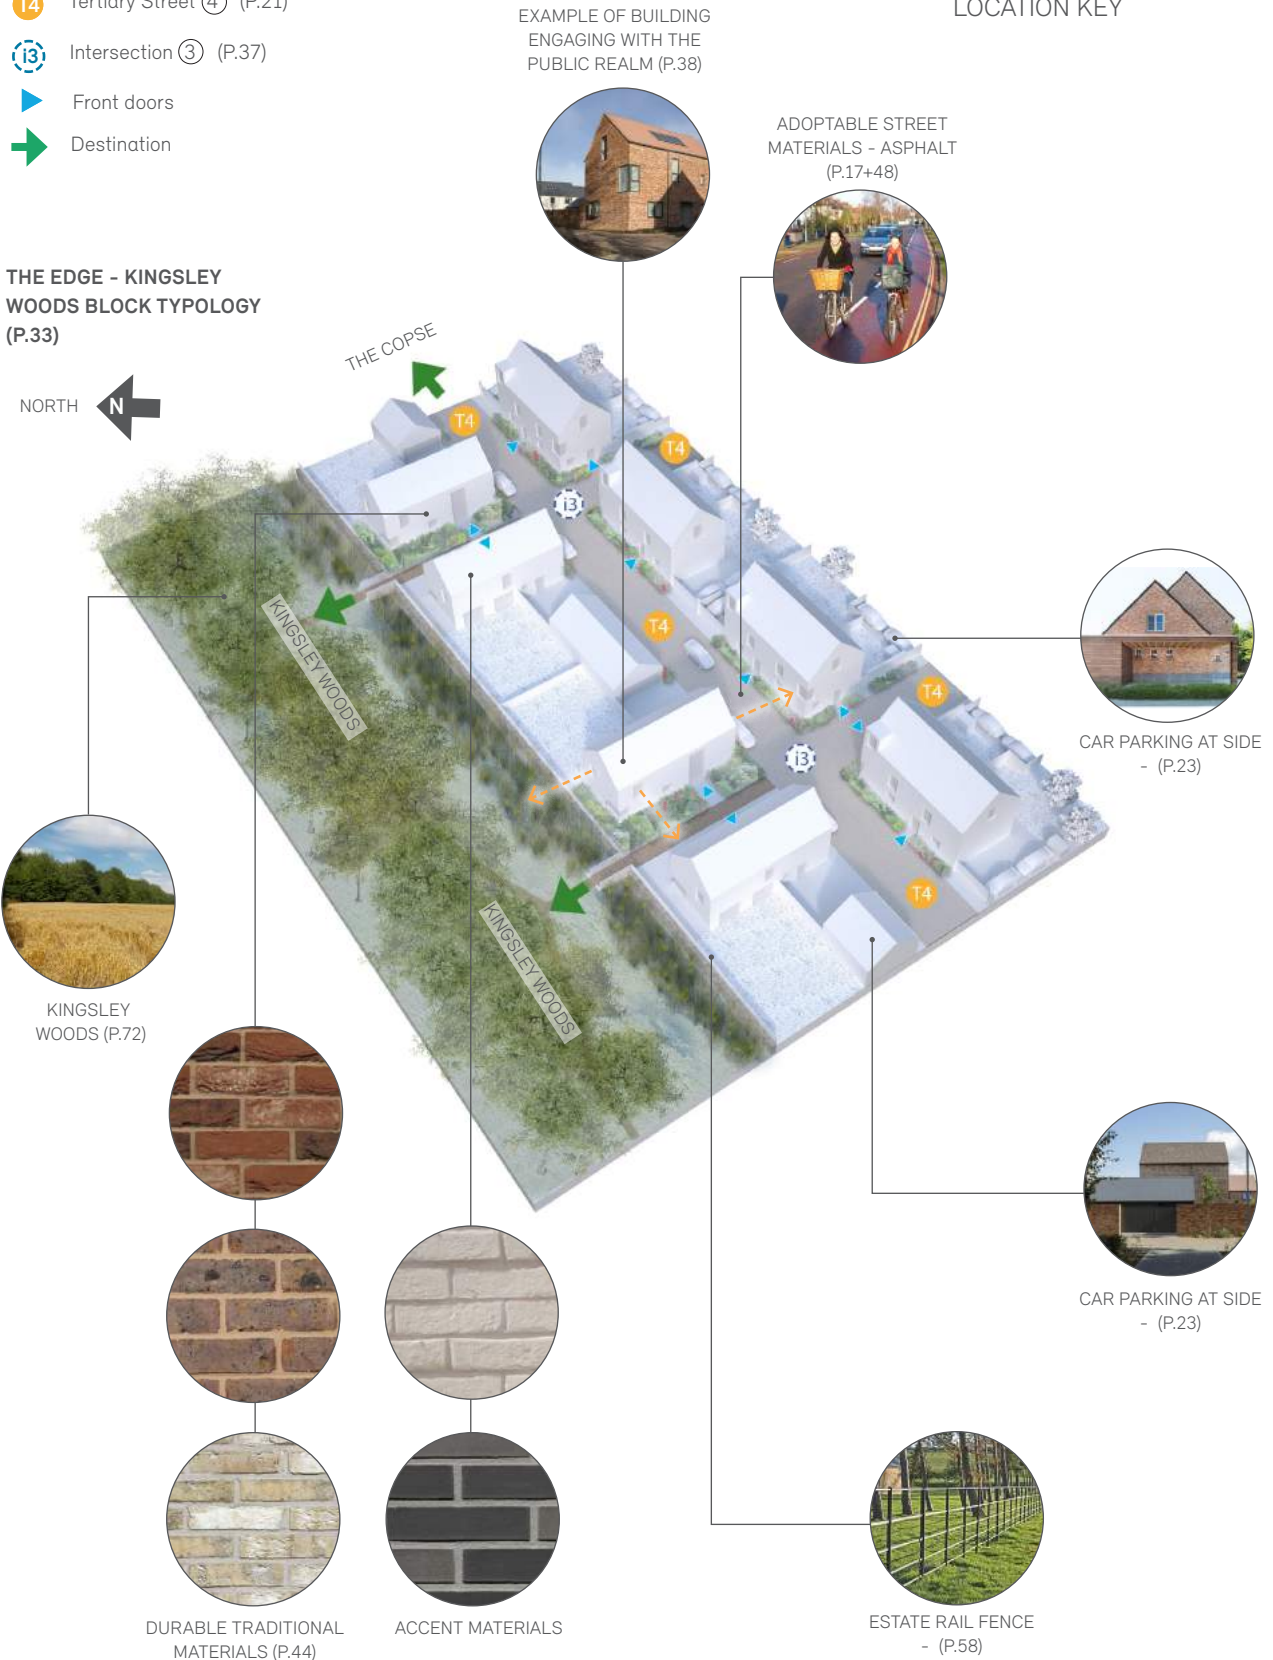 T4 Tertiary Street 4 (P.21)
i3 Intersection 3 (P.37)
Front doors
Destination
EXAMPLE OF BUILDING
ENGAGING WITH THE
PUBLIC REALM (P.38)
LOCATION KEY
ADOPTABLE STREET
MATERIALS - ASPHALT
(P.17+48)
THE EDGE - KINGSLEY
WOODS BLOCK TYPOLOGY
(P.33)
NORTH N
THE COPSE
T4
T4
i3
KINGSLEY WOODS
T4
T4
i3
CAR PARKING AT SIDE
- (P.23)
T4
KINGSLEY WOODS
KINGSLEY
WOODS (P.72)
CAR PARKING AT SIDE
- (P.23)
DURABLE TRADITIONAL
MATERIALS (P.44)
ACCENT MATERIALS
ESTATE RAIL FENCE
- (P.58)